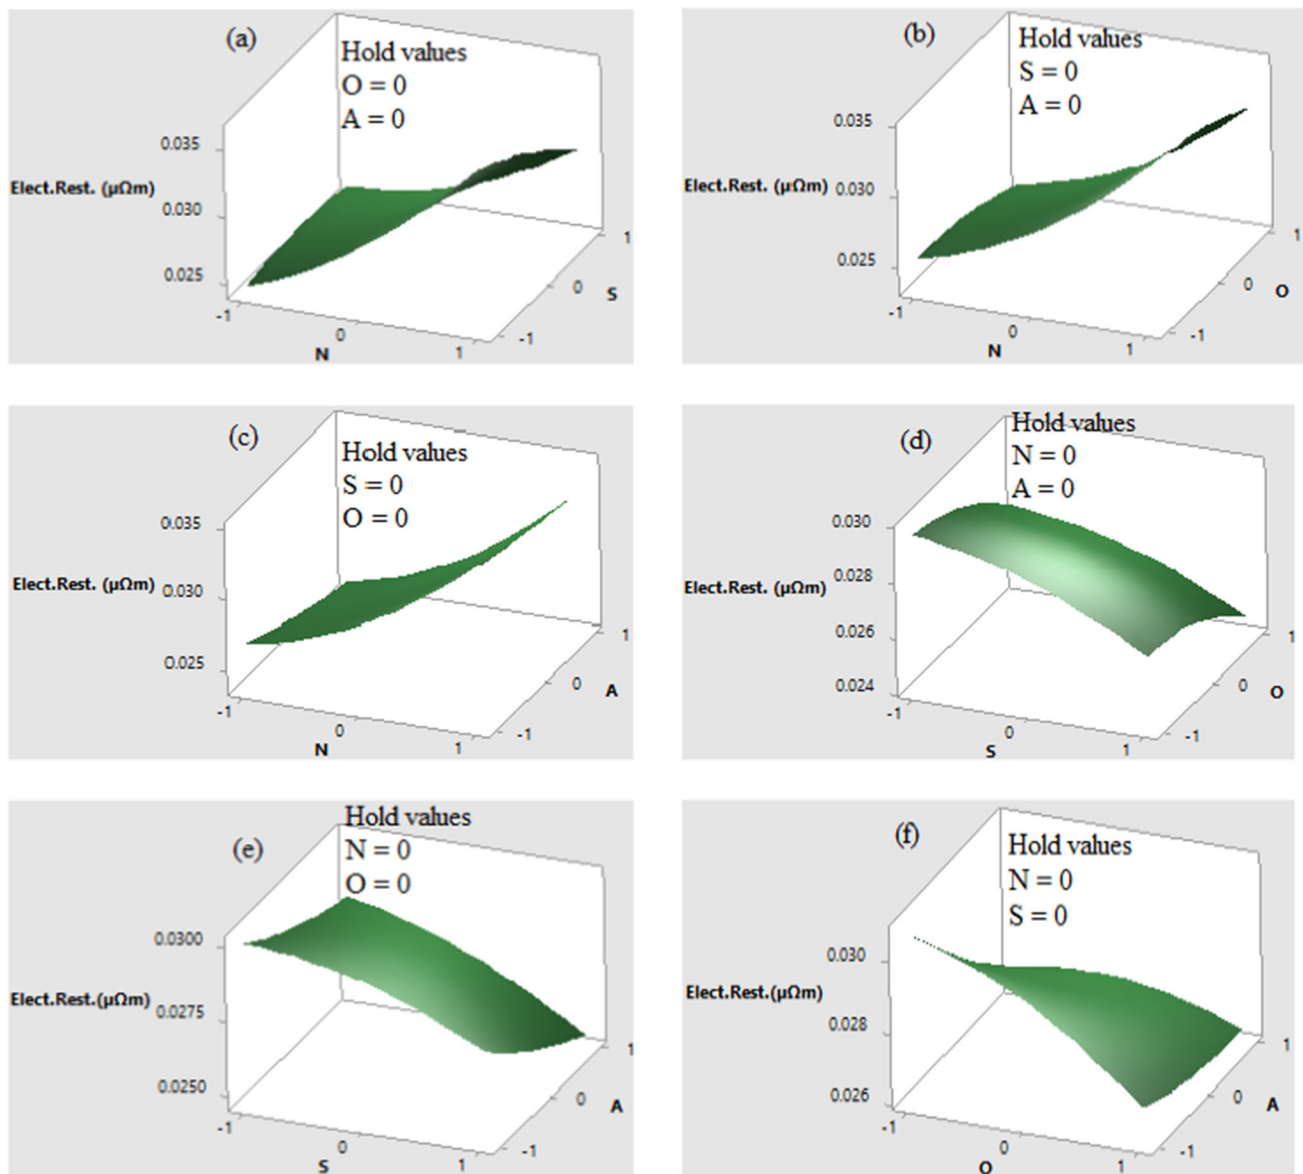 (a)
Hold values
O = 0
A = 0
0.035
Elect.Rest. (μΩm)
0.030
0.025
-1
0
1
N
-1
0
1
S
(b)
Hold values
S = 0
A = 0
0.035
Elect.Rest. (μΩm)
0.030
0.025
-1
0
1
N
-1
0
1
O
(c)
Hold values
S = 0
O = 0
0.035
Elect.Rest. (μΩm)
0.030
0.025
-1
0
1
N
-1
0
1
A
(d)
Hold values
N = 0
A = 0
0.030
0.028
Elect.Rest. (μΩm)
0.026
0.024
-1
0
1
S
-1
0
1
O
(e)
Hold values
N = 0
O = 0
0.0300
Elect.Rest.(μΩm)
0.0275
0.0250
-1
0
1
S
-1
0
1
A
(f)
Hold values
N = 0
S = 0
0.030
Elect.Rest.(μΩm)
0.028
0.026
-1
0
1
O
-1
0
1
A